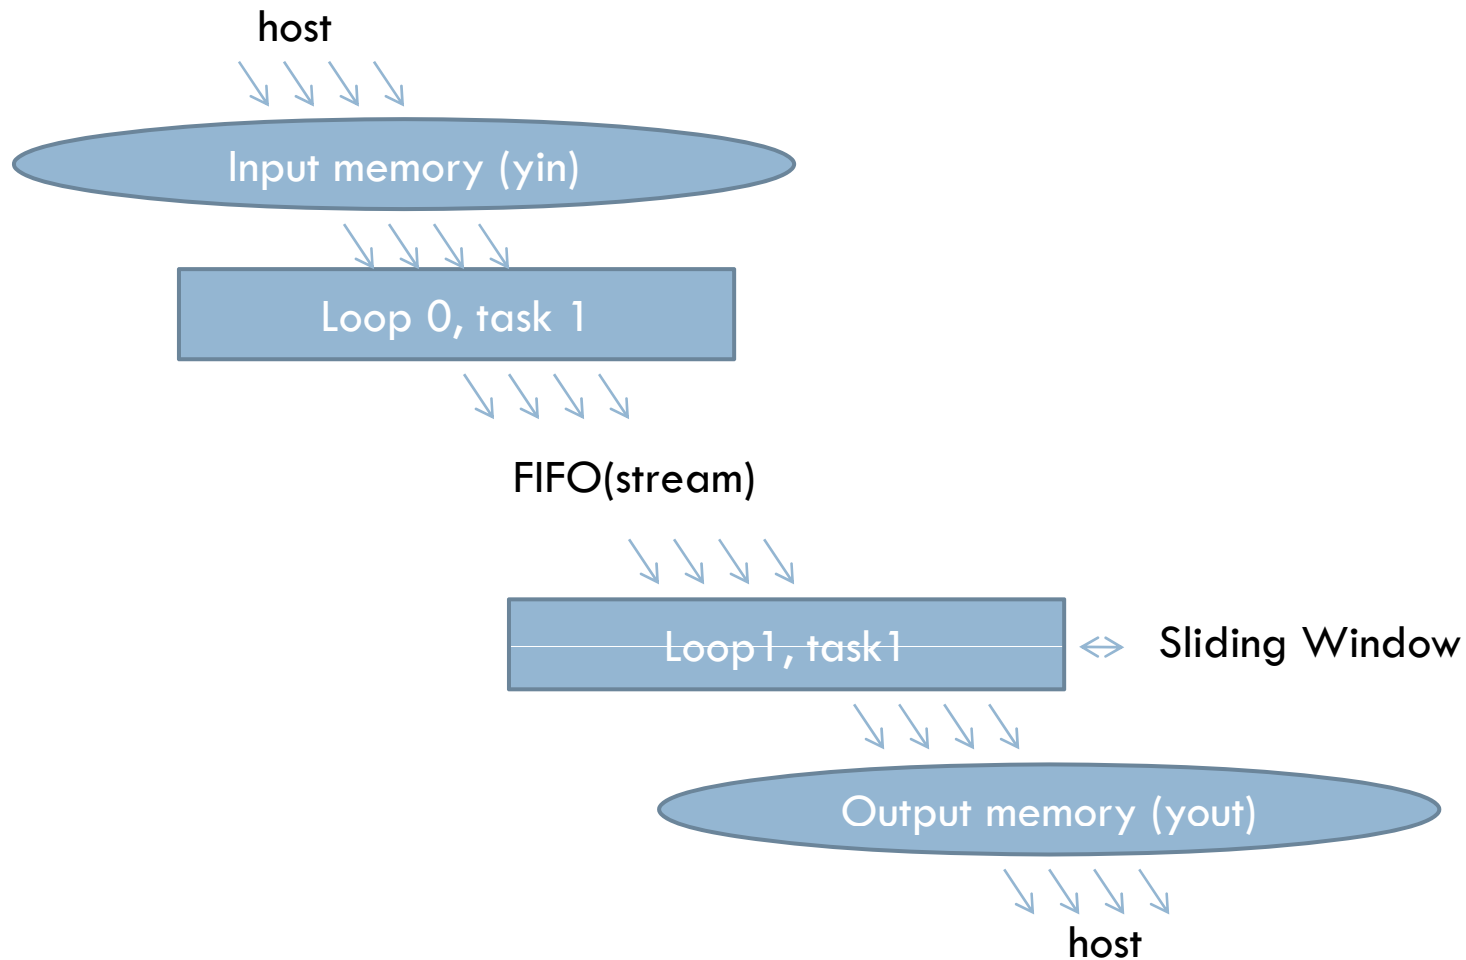 host
Input memory (yin)
Loop 0, task 1
FIFO(stream)
Loop1, task1
Sliding Window
Output memory (yout)
host